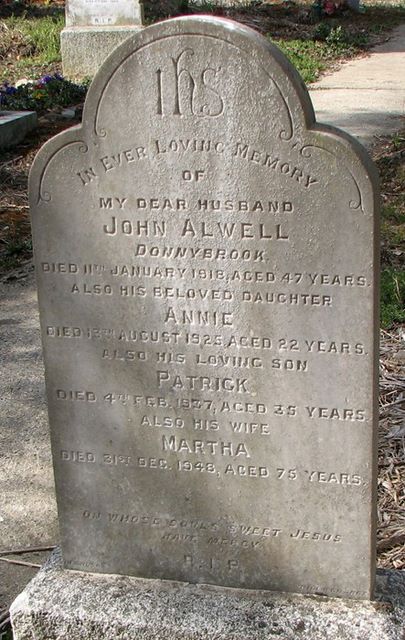 IHS
IN EVER LOVING MEMORY
OF
MY DEAR HUSBAND
JOHN ALWELL
DONNYBROOK.
DIED 11TH JANUARY 1918, AGED 47 YEARS.
ALSO HIS BELOVED DAUGHTER
ANNIE
DIED 13TH AUGUST 1925, AGED 22 YEARS.
ALSO HIS LOVING SON
PATRICK.
DIED 4TH FEB. 1937, AGED 35 YEARS.
ALSO HIS WIFE
MARTHA
DIED 31ST DEC. 1948, AGED 75 YEARS.
ON WHOSE SOULS SWEET JESUS
HAVE MERCY
R.I.P.